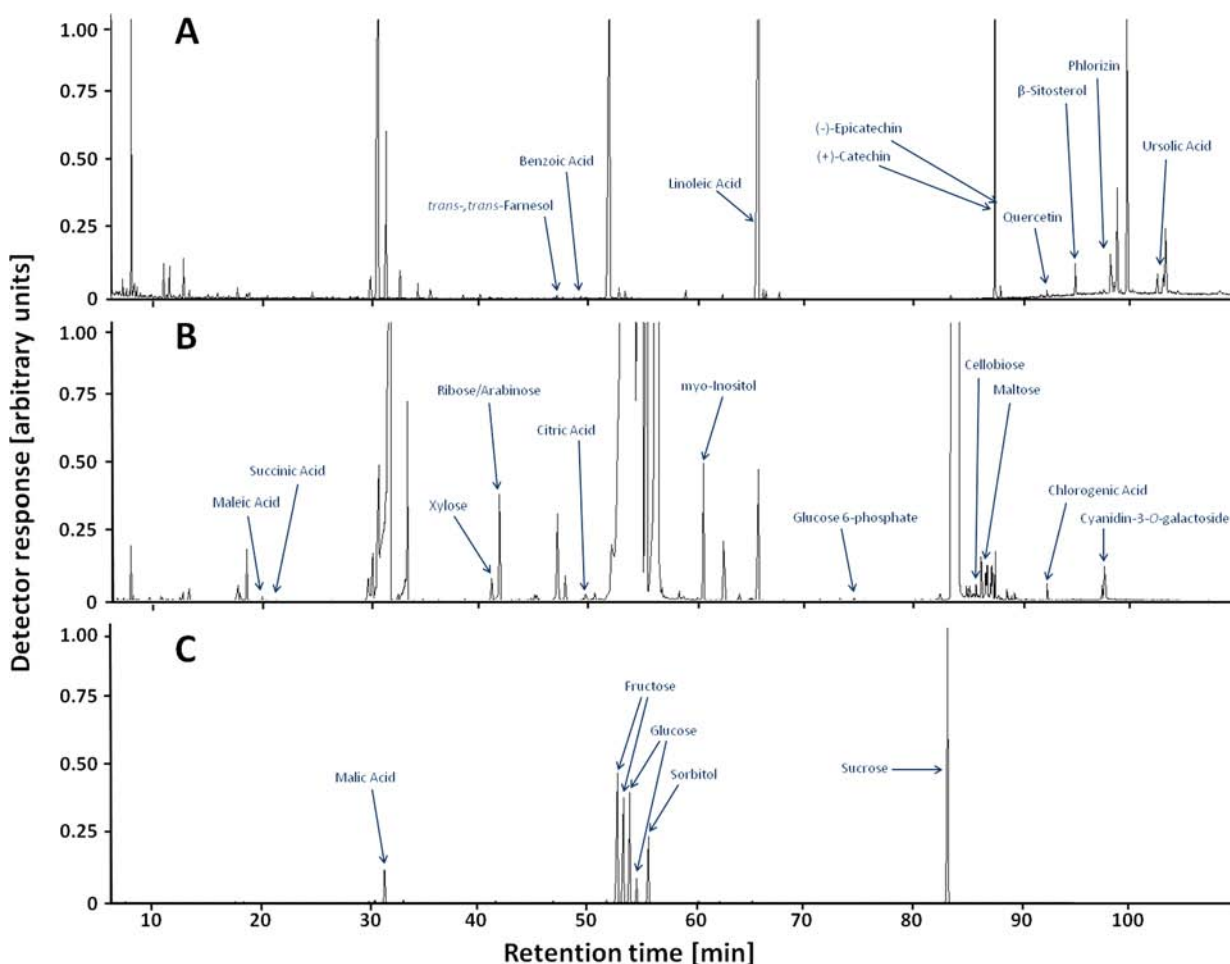 Detector response [arbitrary units]
A
1.00
0.75
0.50
0.25
0
trans-,trans-Farnesol
Benzoic Acid
Linoleic Acid
(-)-Epicatechin
(+)-Catechin
Quercetin
β-Sitosterol
Phlorizin
Ursolic Acid
B
1.00
0.75
0.50
0.25
0
Maleic Acid
Succinic Acid
Xylose
Ribose/Arabinose
Citric Acid
myo-Inositol
Glucose 6-phosphate
Cellobiose
Maltose
Chlorogenic Acid
Cyanidin-3-O-galactoside
C
1.00
0.75
0.50
0.25
0
Malic Acid
Fructose
Glucose
Sorbitol
Sucrose
10 20 30 40 50 60 70 80 90 100
Retention time [min]